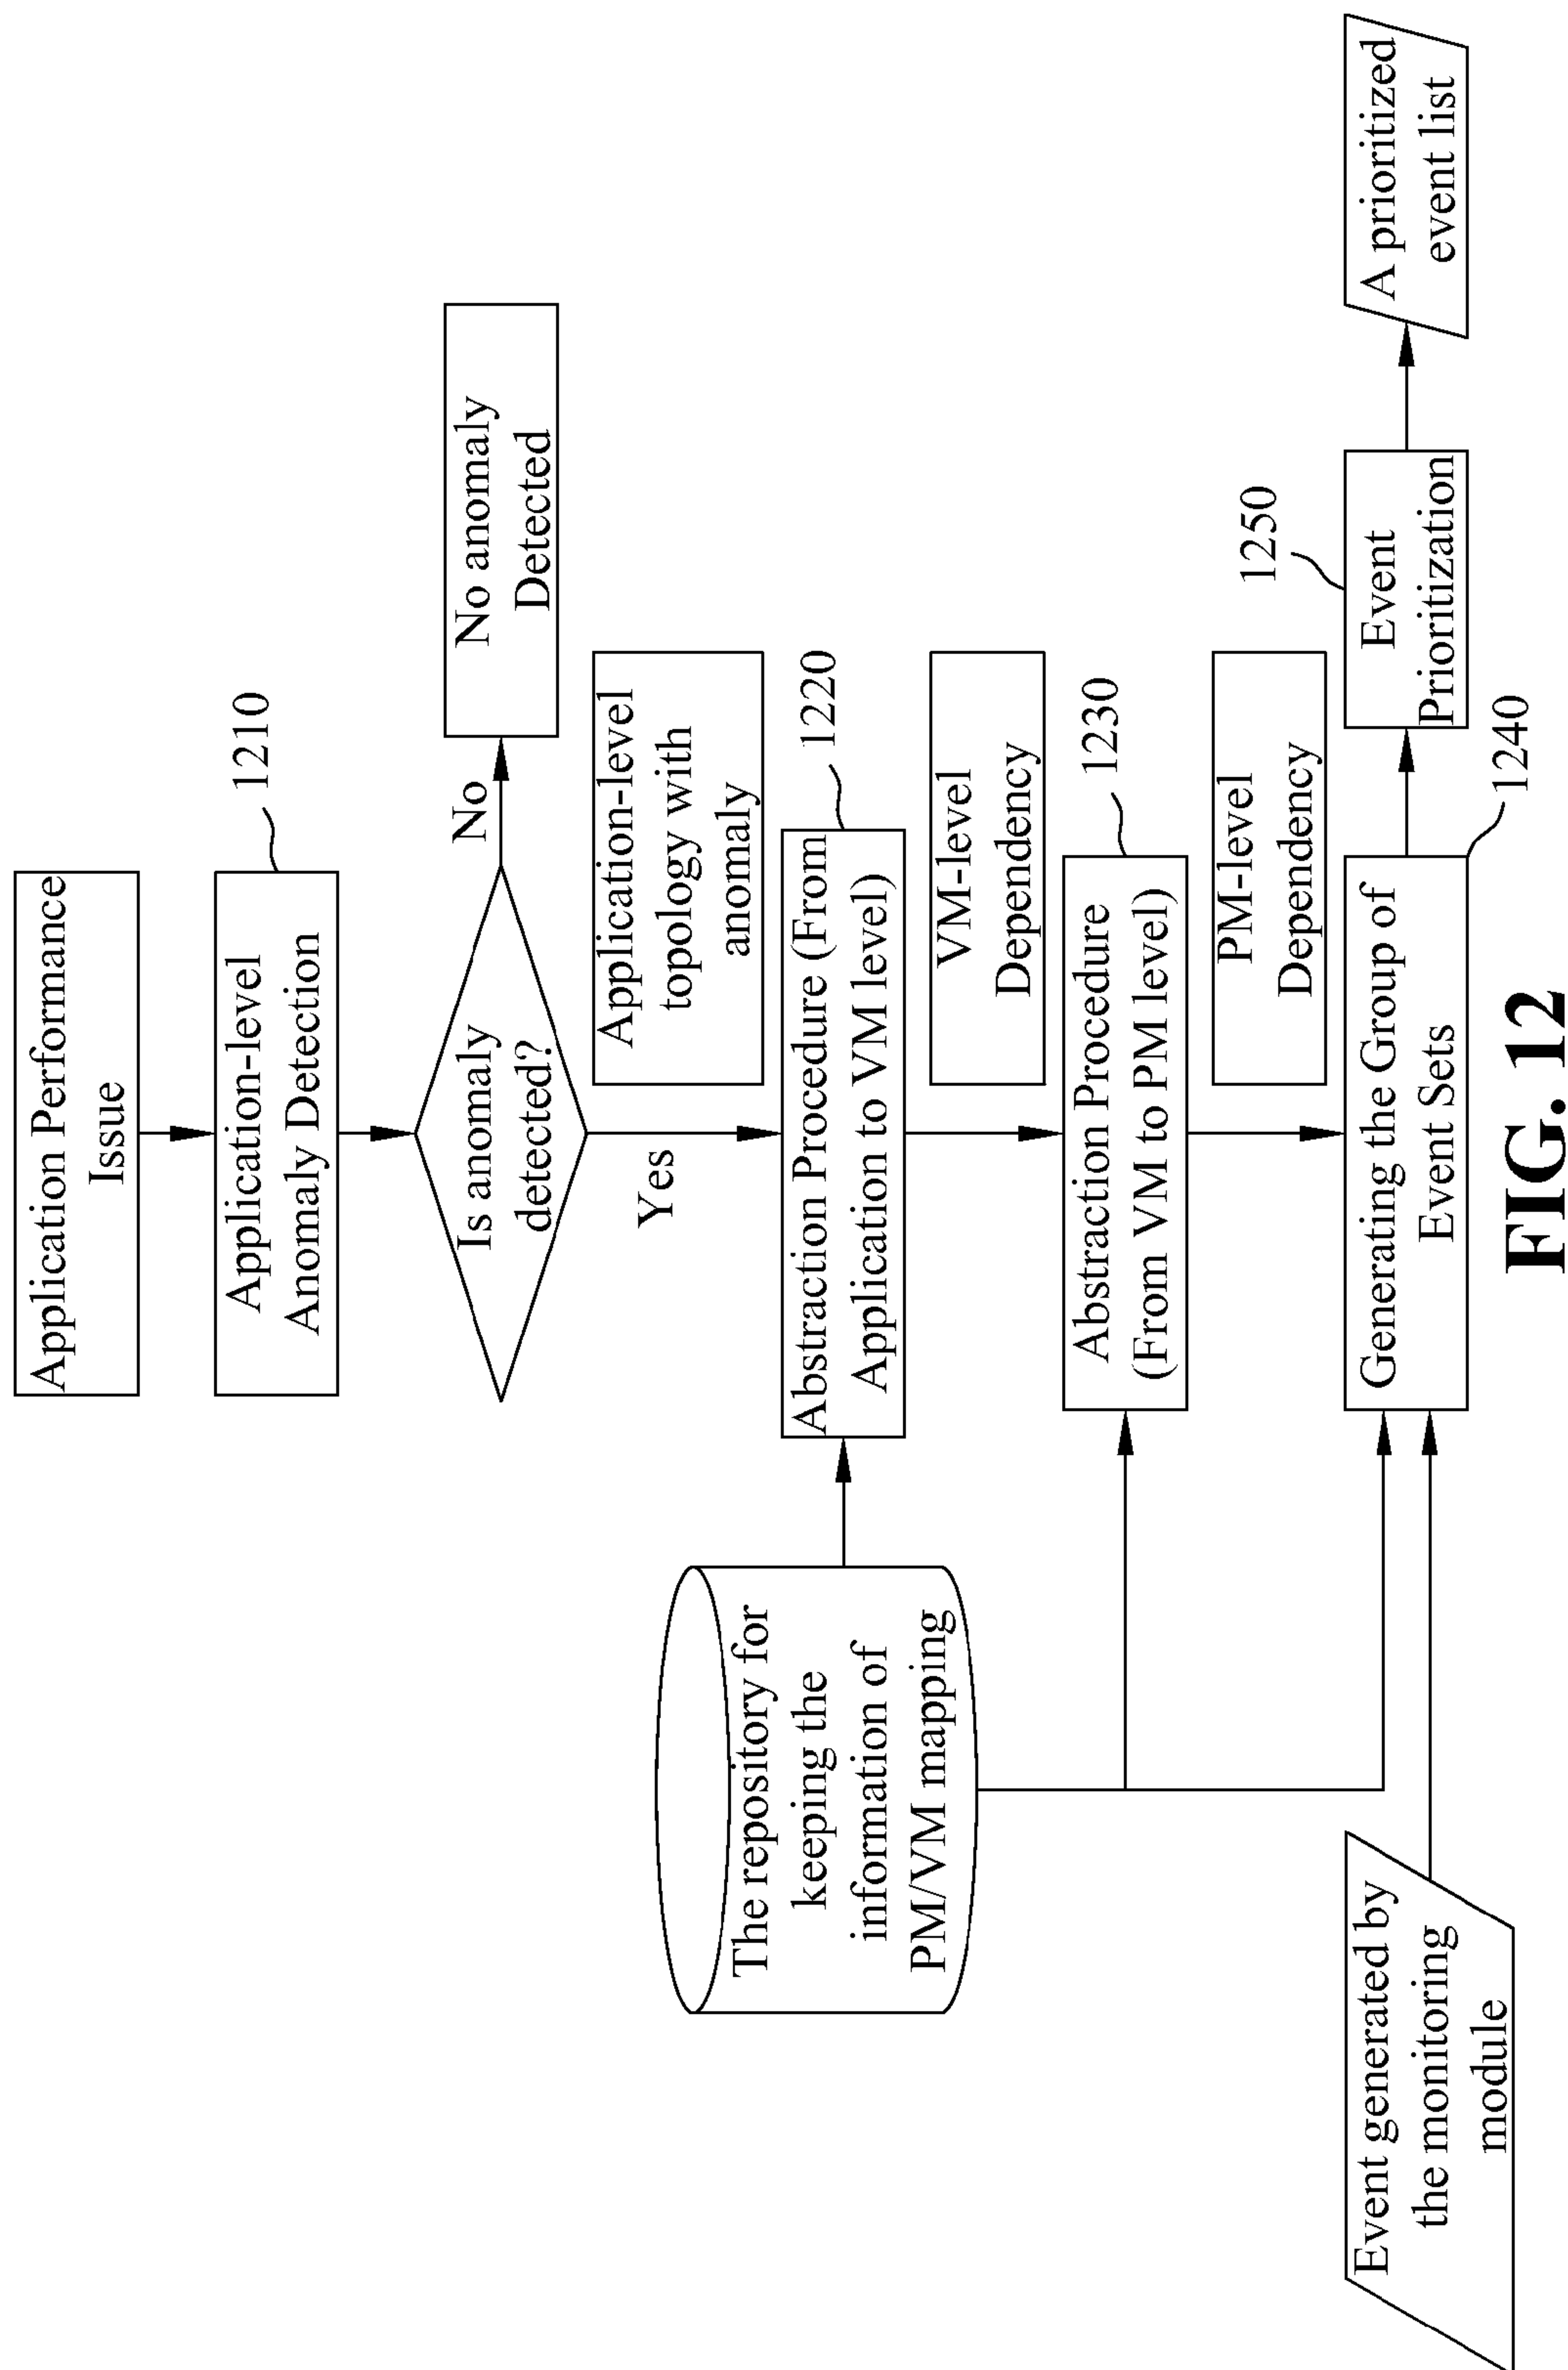 Application Performance
Issue
1210
Application-level
Anomaly Detection
Is anomaly
detected?
No
No anomaly
Detected
Yes
Application-level
topology with
anomaly
The repository for
keeping the
information of
PM/VM mapping
1220
Abstraction Procedure (From
Application to VM level)
VM-level
Dependency
1230
Abstraction Procedure
(From VM to PM level)
PM-level
Dependency
Event generated by
the monitoring
module
Generating the Group of
Event Sets
1240
1250
Event
Prioritization
A prioritized
event list
FIG. 12